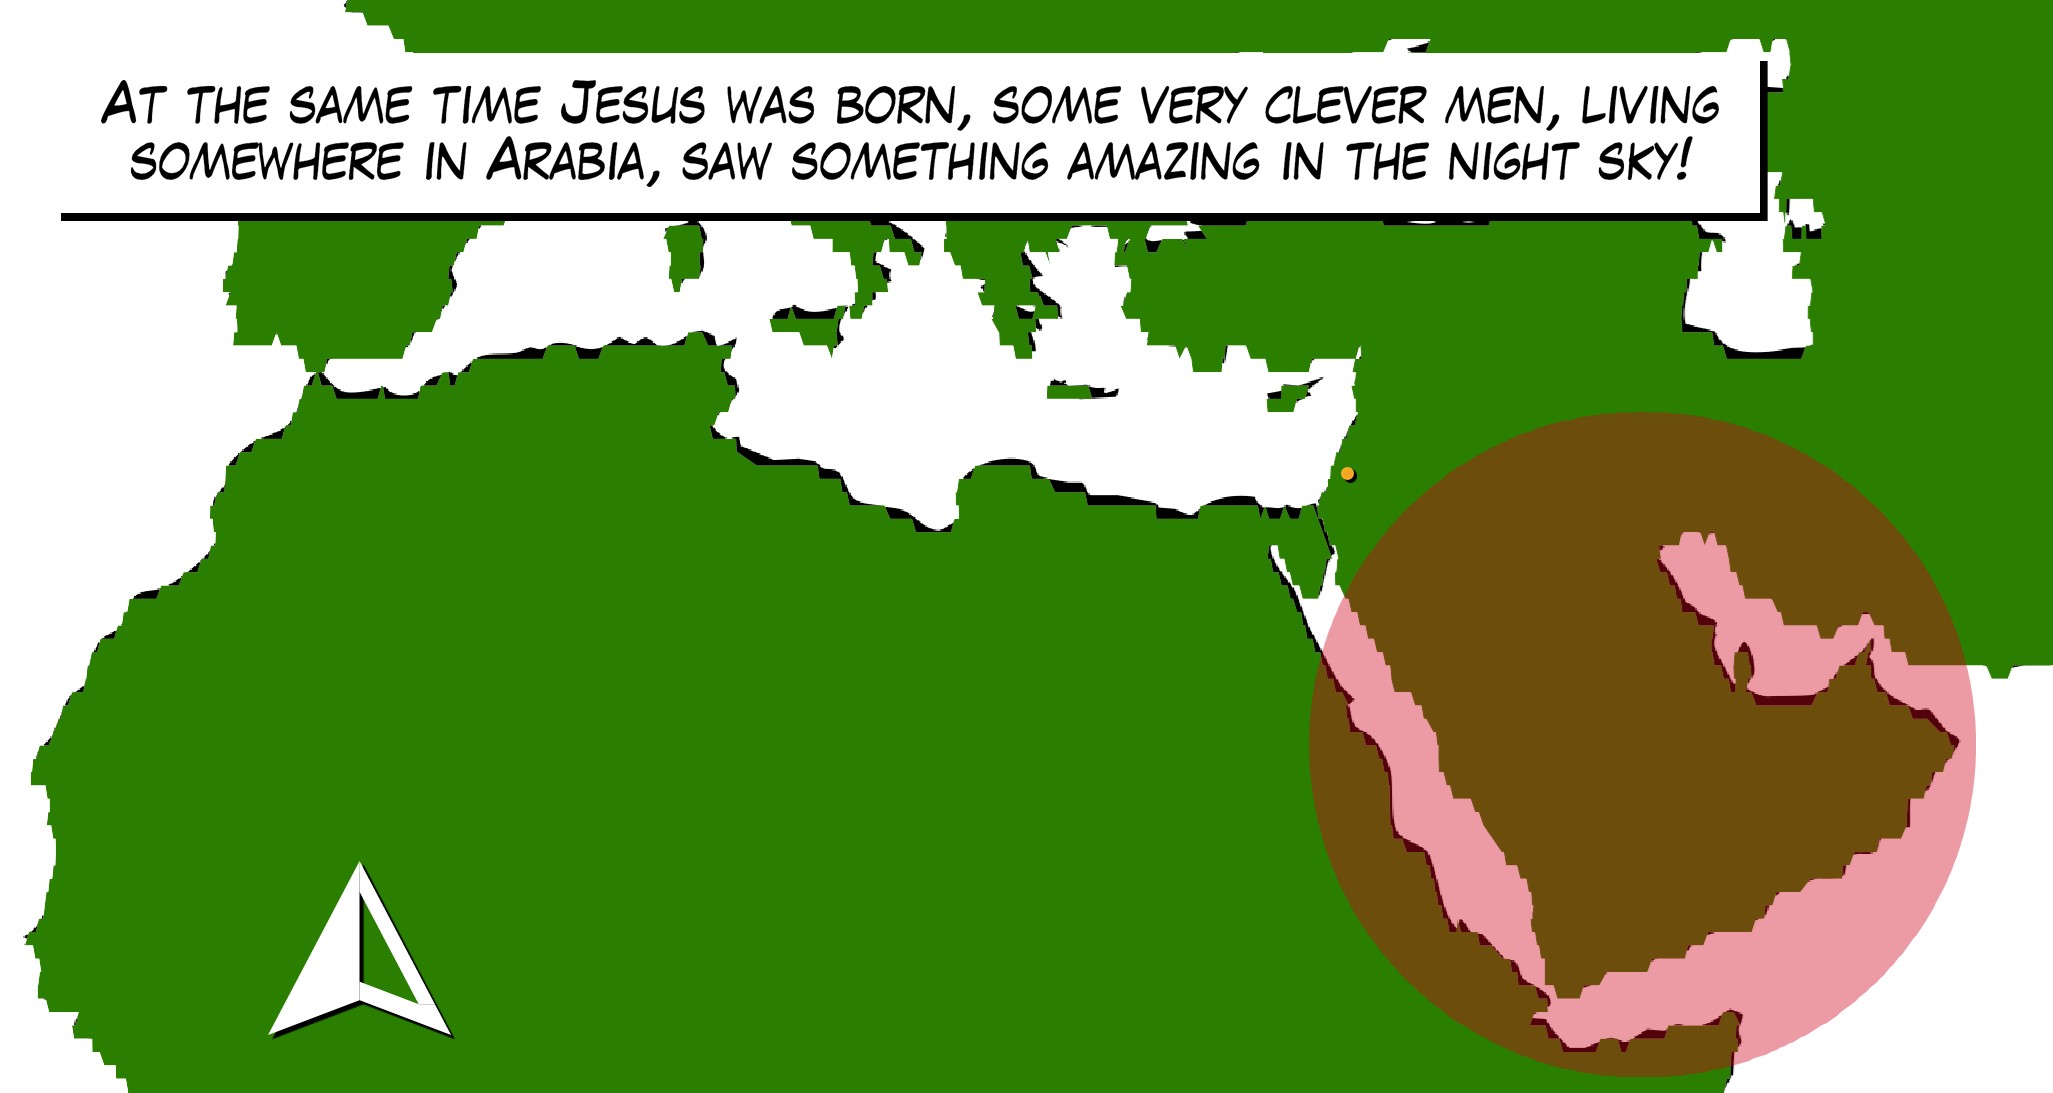 At the same time Jesus was born, some very clever men, living
somewhere in Arabia, saw something amazing in the night sky!